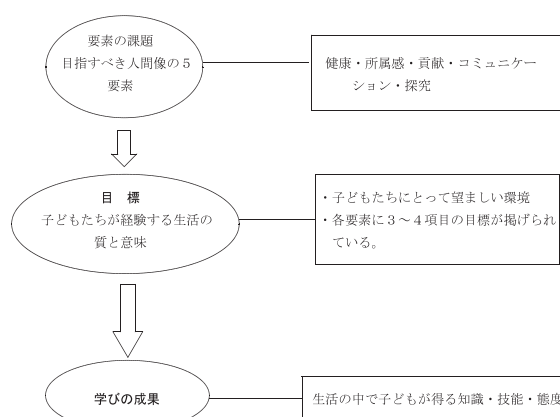 要素の課題
目指すべき人間像の５
要素
健康・所属感・貢献・コミュニケー
ション・探究
目　標
子どもたちが経験する生活の
質と意味
・子どもたちにとって望ましい環境
・各要素に３～４項目の目標が掲げられ
ている。
学びの成果
生活の中で子どもが得る知識・技能・態度